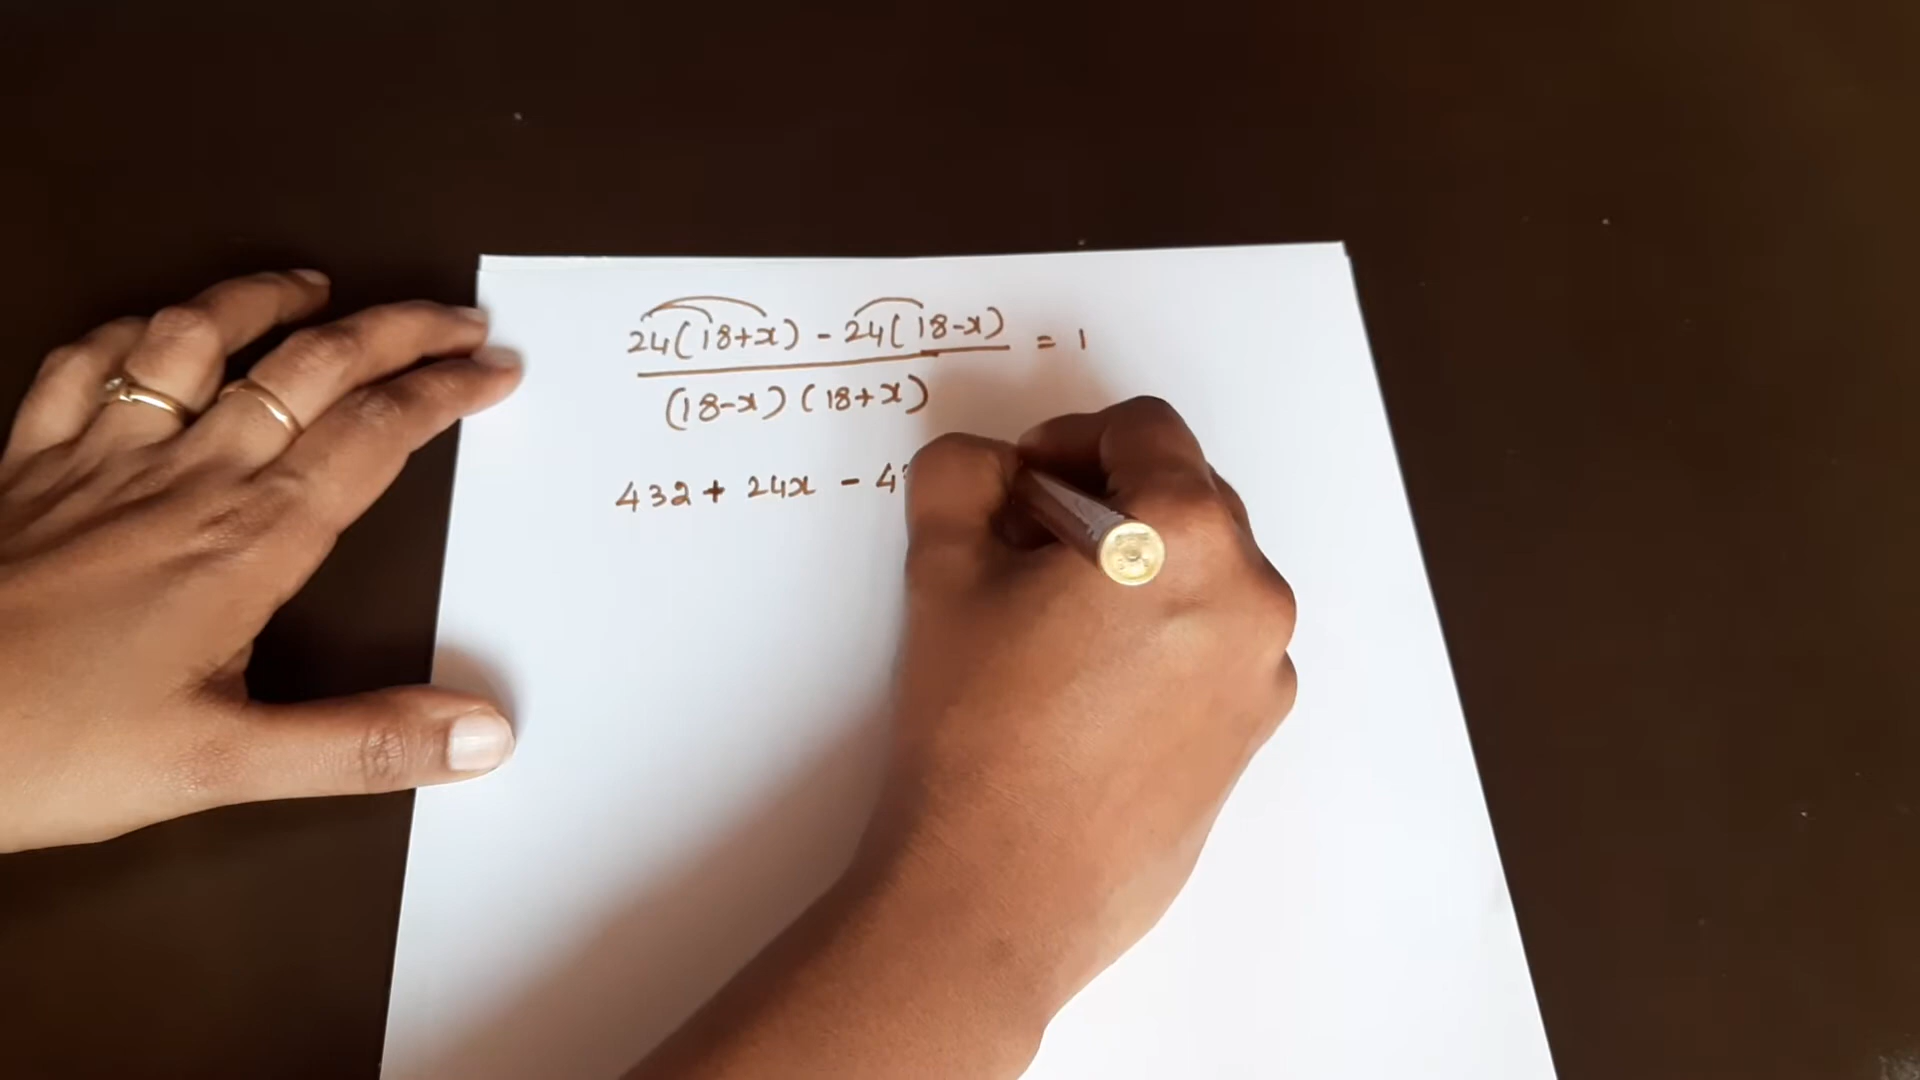 24(18+x) - 24(18-x) = 1
(18-x) (18+x)
432 + 24x - 4